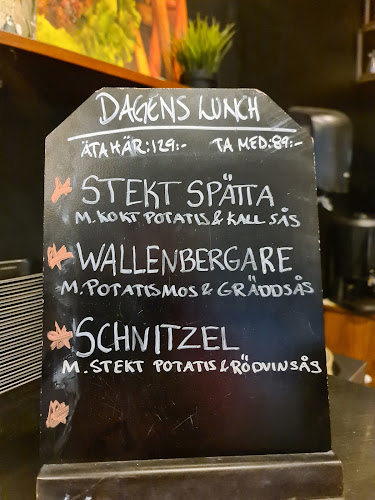 DAGENS LUNCH
ÄTA HÄR: 129:- TA MED: 89:-
STEKT SPÄTTA
M. KOKT POTATIS & KALL SÅS
WALLENBERGARE
M. POTATISMOS & GRÄDDSÅS
SCHNITZEL
M. STEKT POTATIS & RÖDVINSÅS